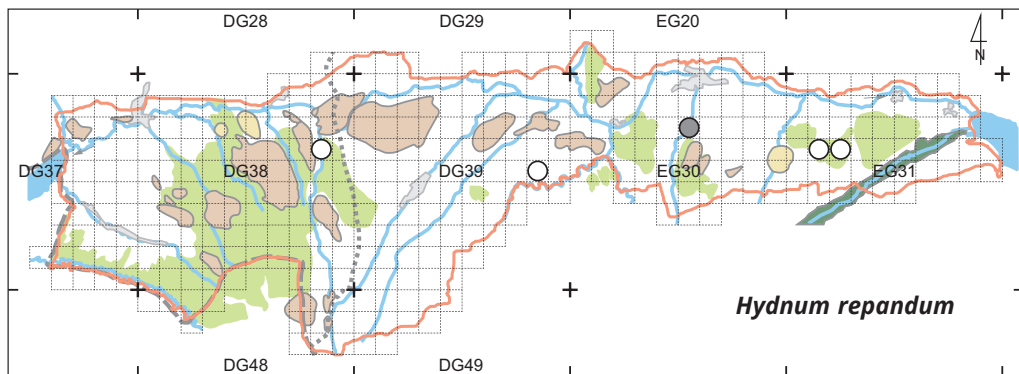 DG28 DG29 EG20
N
DG37 DG38 DG39 EG30 EG31
Hydnum repandum
DG48 DG49